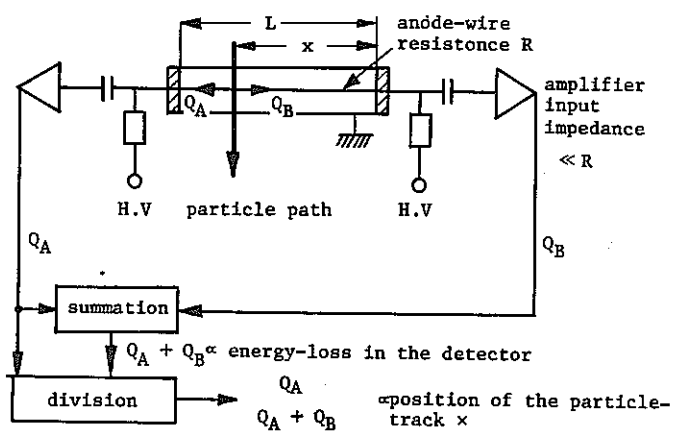 L
anode-wire
x
resistonce R
Q_A
Q_B
amplifier
input
impedance
≪ R
H.V
particle path
H.V
Q_A
Q_B
summation
Q_A + Q_B ∝ energy-loss in the detector
division
Q_A
Q_A + Q_B
∝position of the particle-
track x